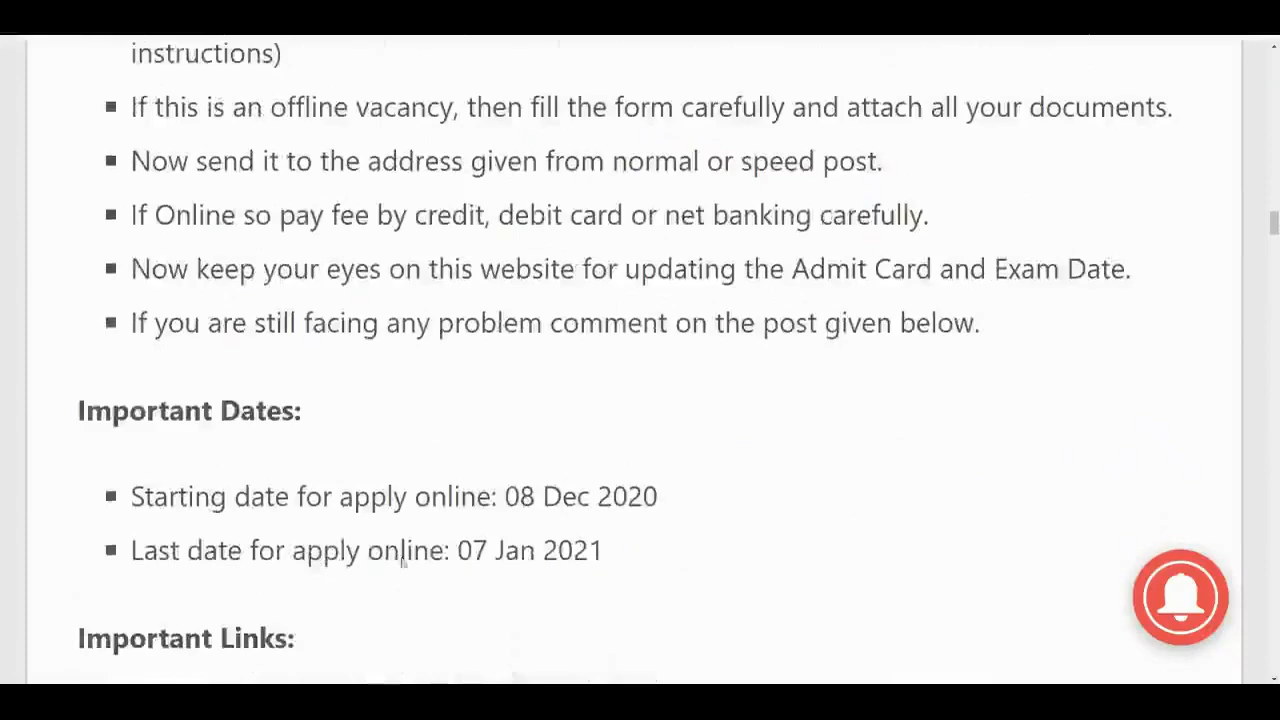 instructions)
▪ If this is an offline vacancy, then fill the form carefully and attach all your documents.
▪ Now send it to the address given from normal or speed post.
▪ If Online so pay fee by credit, debit card or net banking carefully.
▪ Now keep your eyes on this website for updating the Admit Card and Exam Date.
▪ If you are still facing any problem comment on the post given below.
Important Dates:
▪ Starting date for apply online: 08 Dec 2020
▪ Last date for apply online: 07 Jan 2021
Important Links: